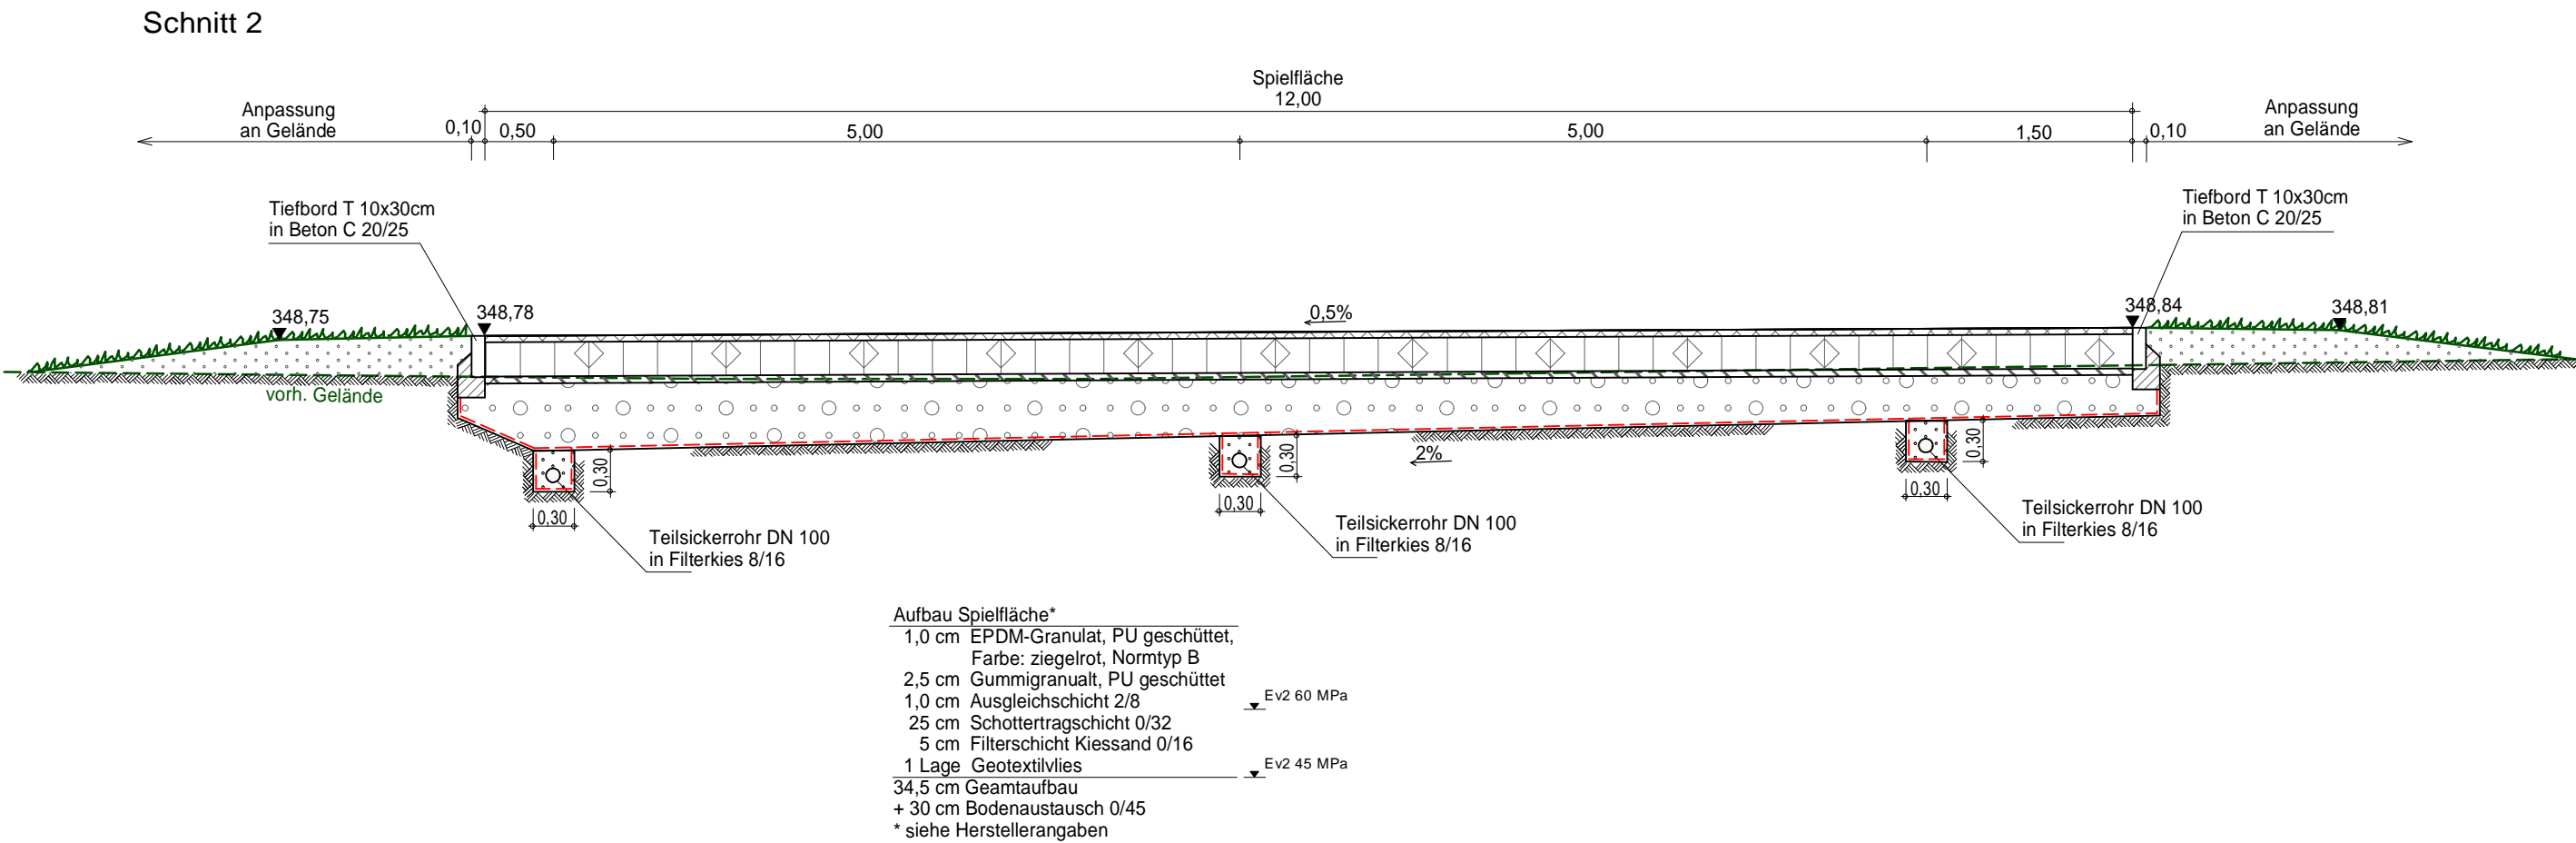 Schnitt 2
Spielfläche
12,00
Anpassung
an Gelände
0,10
0,50
5,00
5,00
1,50
0,10
Anpassung
an Gelände
Tiefbord T 10x30cm
in Beton C 20/25
Tiefbord T 10x30cm
in Beton C 20/25
348,75
348,78
0,5%
348,84
348,81
vorh. Gelände
2%
0,30
0,30
0,30
0,30
0,30
0,30
Teilsickerrohr DN 100
in Filterkies 8/16
Teilsickerrohr DN 100
in Filterkies 8/16
Teilsickerrohr DN 100
in Filterkies 8/16
Aufbau Spielfläche*
1,0 cm EPDM-Granulat, PU geschüttet,
Farbe: ziegelrot, Normtyp B
2,5 cm Gummigranualt, PU geschüttet
1,0 cm Ausgleichschicht 2/8
Ev2 60 MPa
25 cm Schottertragschicht 0/32
5 cm Filterschicht Kiessand 0/16
1 Lage Geotextilvlies
Ev2 45 MPa
34,5 cm Geamtaufbau
+ 30 cm Bodenaustausch 0/45
* siehe Herstellerangaben